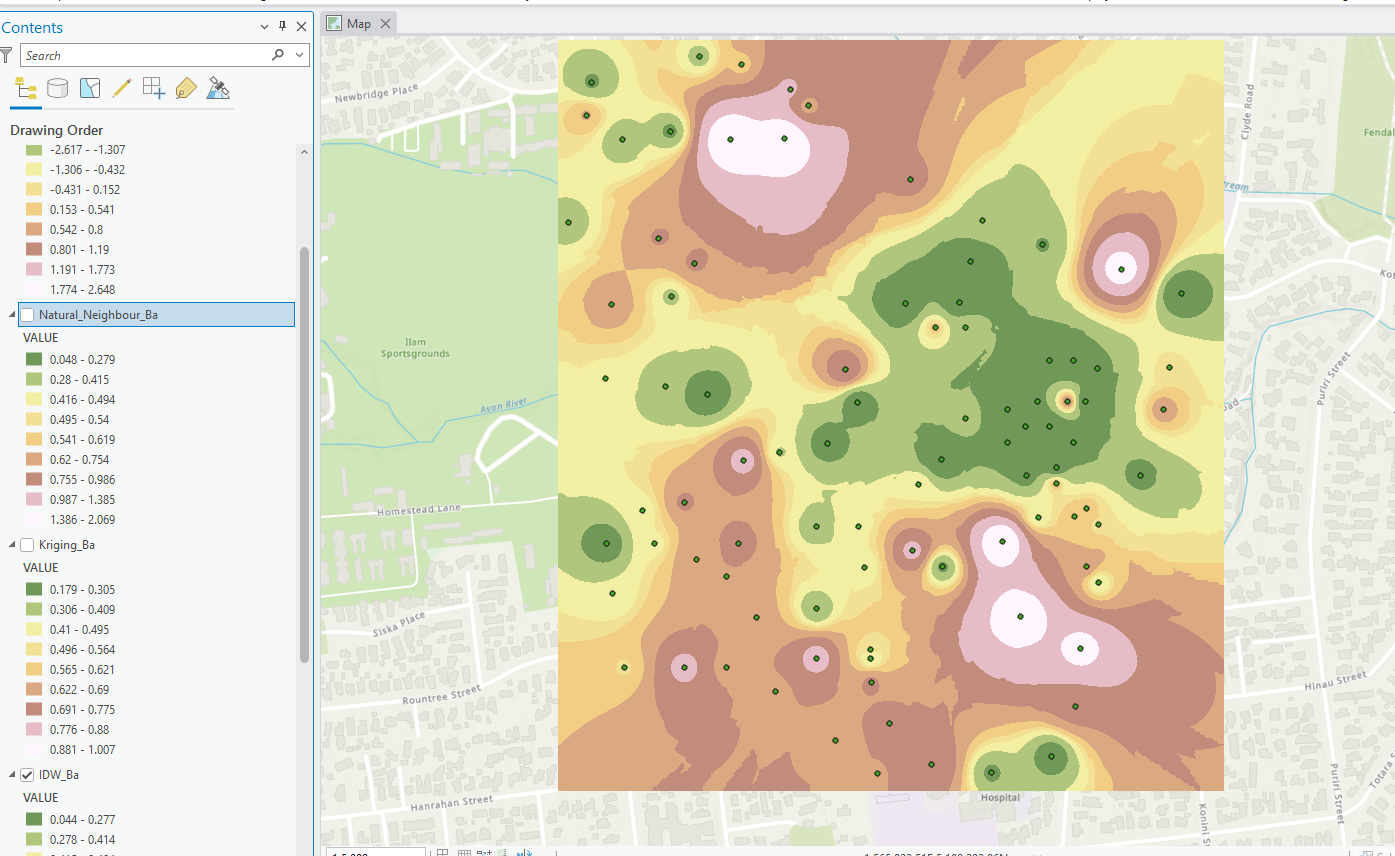 Contents
Search
Drawing Order
-2.617 - -1.307
-1.306 - -0.432
-0.431 - 0.152
0.153 - 0.541
0.542 - 0.8
0.801 - 1.19
1.191 - 1.773
1.774 - 2.648
Natural_Neighbour_Ba
VALUE
0.048 - 0.279
0.28 - 0.415
0.416 - 0.494
0.495 - 0.54
0.541 - 0.619
0.62 - 0.754
0.755 - 0.986
0.987 - 1.385
1.386 - 2.069
Kriging_Ba
VALUE
0.179 - 0.305
0.306 - 0.409
0.41 - 0.495
0.496 - 0.564
0.565 - 0.621
0.622 - 0.69
0.691 - 0.775
0.776 - 0.88
0.881 - 1.007
IDW_Ba
VALUE
0.044 - 0.277
0.278 - 0.414
Map
Newbridge Place
Clyde Road
Fendal
ream
Ilam
Sportsgrounds
Avon River
Puriri Street
Homestead Lane
Siska Place
Rountree Street
Hinau Street
Hanrahan Street
Hospital
Puriri Street
Totara S
Konini S